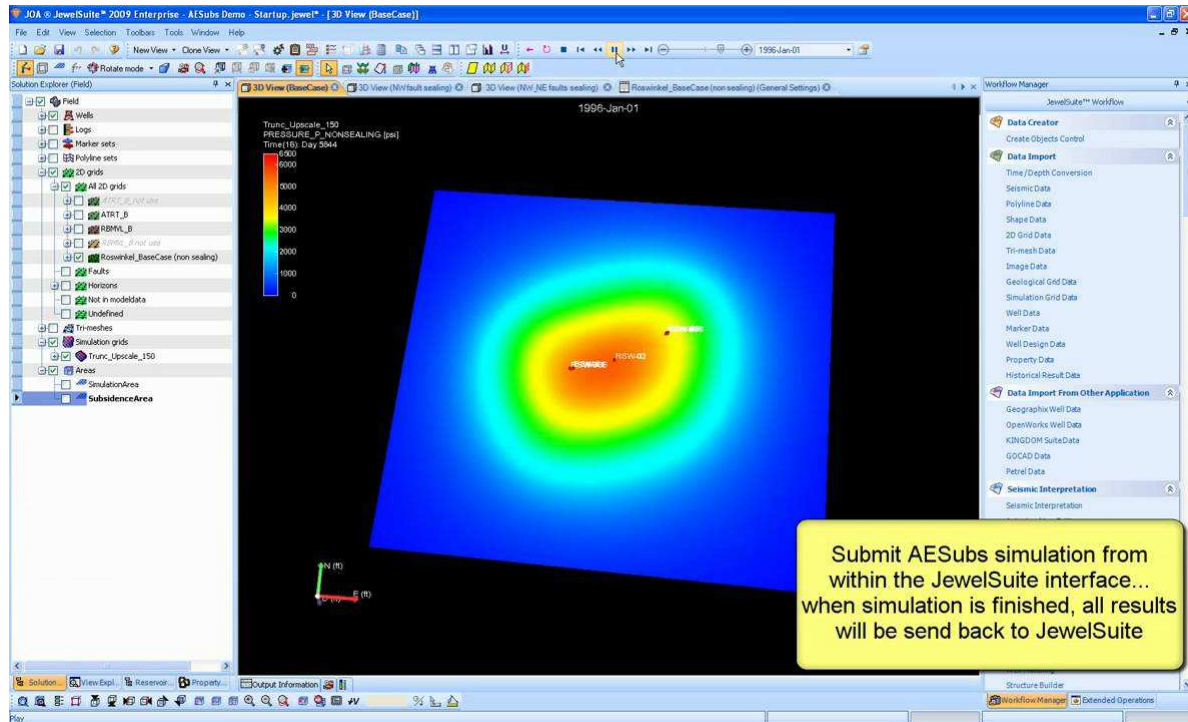 JOA ® JewelSuite™ 2009 Enterprise - AESubs Demo - Startup.jewel* - [3D View (BaseCase)]
File Edit View Selection Toolbars Tools Window Help
New View Clone View 1996-Jan-01
Rotate mode
Solution Explorer (Field)
3D View (BaseCase) 3D View (NW fault sealing) 3D View (NW_NE faults sealing) Roswinkel_BaseCase (non sealing) (General Settings)
Workflow Manager
Field
Wells
Logs
Marker sets
Polyline sets
2D grids
All 2D grids
ATRT_B
RBMVL_B
Roswinkel_BaseCase (non sealing)
Faults
Horizons
Not in modeldata
Undefined
Tri-meshes
Simulation grids
Trunc_Upscale_150
Areas
SimulationArea
SubsidenceArea
1996-Jan-01
Trunc_Upscale_150
PRESSURE_P_NONSEALING [psi]
Time(16): Day 5844
6500
6000
5000
4000
3000
2000
1000
0
RSW-02
N (ft)
E (ft)
JewelSuite™ Workflow
Data Creator
Create Objects Control
Data Import
Time/Depth Conversion
Seismic Data
Polyline Data
Shape Data
2D Grid Data
Tri-mesh Data
Image Data
Geological Grid Data
Simulation Grid Data
Well Data
Marker Data
Well Design Data
Property Data
Historical Result Data
Data Import From Other Application
Geographix Well Data
OpenWorks Well Data
KINGDOM Suite Data
GOCAD Data
Petrel Data
Seismic Interpretation
Seismic Interpretation
Submit AESubs simulation from
within the JewelSuite interface...
when simulation is finished, all results
will be send back to JewelSuite
Structure Builder
Solution... View Expl... Reservoir... Property...
Output Information
Workflow Manager Extended Operations
Play